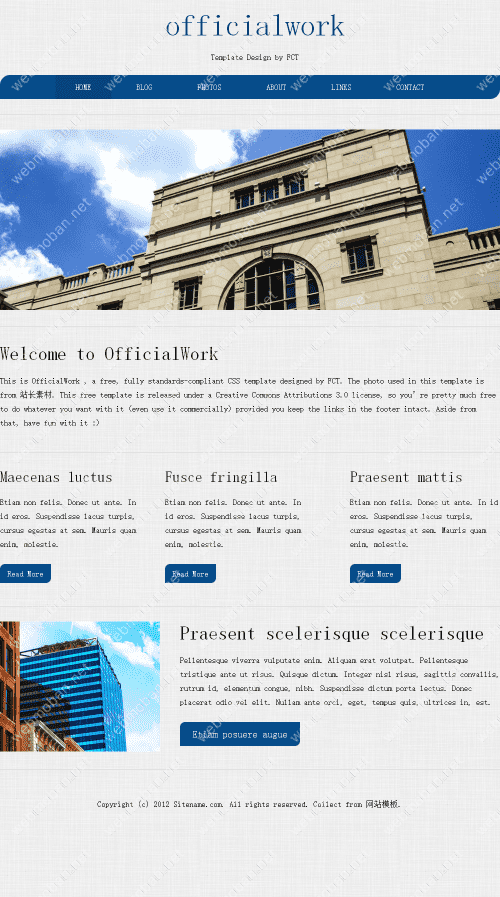 officialwork
Template Design by FCT
HOME BLOG PHOTOS ABOUT LINKS CONTACT
Welcome to OfficialWork
This is OfficialWork , a free, fully standards-compliant CSS template designed by FCT. The photo used in this template is
from 站长素材. This free template is released under a Creative Comuons Attributions 3.0 license, so you're pretty much free
to do whatever you want with it (even use it commercially) provided you keep the links in the footer intact. Aside from
that, have fun with it :)
Maecenas luctus
Etiam non felis. Donec ut ante. In
id eros. Suspendisse lacus turpis,
cursus egestas at sem. Mauris quam
enim, molestie.
Read More
Fusce fringilla
Etiam non felis. Donec ut ante. In
id eros. Suspendisse lacus turpis,
cursus egestas at sem. Mauris quam
enim, molestie.
Read More
Praesent mattis
Etiam non felis. Donec ut ante. In id
eros. Suspendisse lacus turpis,
cursus egestas at sem. Mauris quam
enim, molestie.
Read More
Praesent scelerisque scelerisque
Pellentesque viverra vulputate enim. Aliquam erat volutpat. Pellentesque
tristique ante ut risus. Quisque dictum. Integer nisl risus, sagittis convallis,
rutrum id, elementum congue, nibh. Suspendisse dictum porta lectus. Donec
placerat odio vel elit. Nullam ante orci, eget, tempus quis, ultrices in, est.
Etiam posuere augue
Copyright (c) 2012 Sitename.com. All rights reserved. Collect from 网站模板.